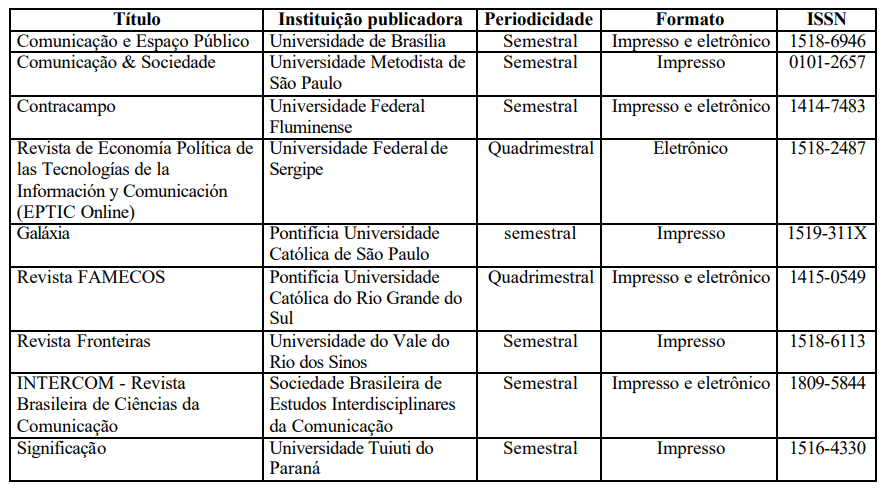 Título Instituição publicadora Periodicidade Formato ISSN
Comunicação e Espaço Público Universidade de Brasília Semestral Impresso e eletrônico 1518-6946
Comunicação & Sociedade Universidade Metodista de Semestral Impresso 0101-2657
São Paulo
Contracampo Universidade Federal Semestral Impresso e eletrônico 1414-7483
Fluminense
Revista de Economía Política de Universidade Federal de Quadrimestral Eletrônico 1518-2487
las Tecnologías de la Sergipe
Información y Comunicación
(EPTIC Online)
Galáxia Pontifícia Universidade semestral Impresso 1519-311X
Católica de São Paulo
Revista FAMECOS Pontifícia Universidade Quadrimestral Impresso e eletrônico 1415-0549
Católica do Rio Grande do
Sul
Revista Fronteiras Universidade do Vale do Semestral Impresso 1518-6113
Rio dos Sinos
INTERCOM - Revista Sociedade Brasileira de Semestral Impresso e eletrônico 1809-5844
Brasileira de Ciências da Estudos Interdisciplinares
Comunicação da Comunicação
Significação Universidade Tuiuti do Semestral Impresso 1516-4330
Paraná